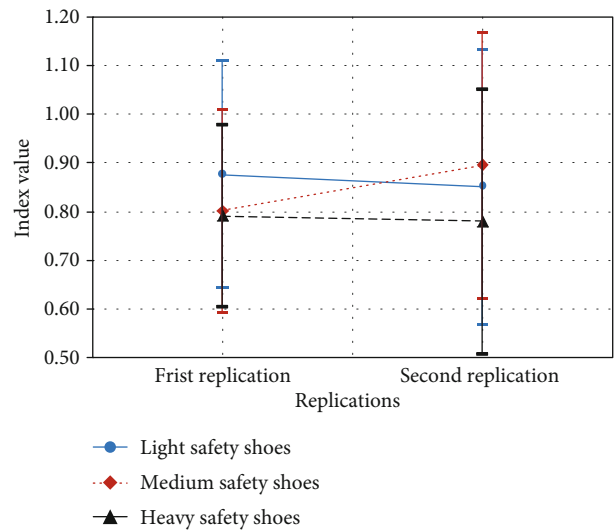 1.20
1.10
1.00
0.90
0.80
0.70
0.60
0.50
Index value
Frist replication
Second replication
Replications
Light safety shoes
Medium safety shoes
Heavy safety shoes